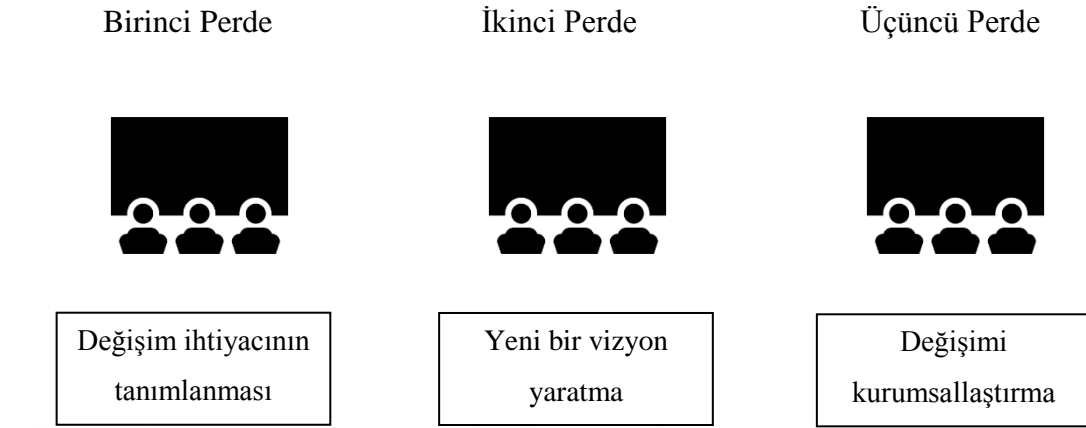 Birinci Perde
İkinci Perde
Üçüncü Perde
Değişim ihtiyacının
tanımlanması
Yeni bir vizyon
yaratma
Değişimi
kurumsallaştırma